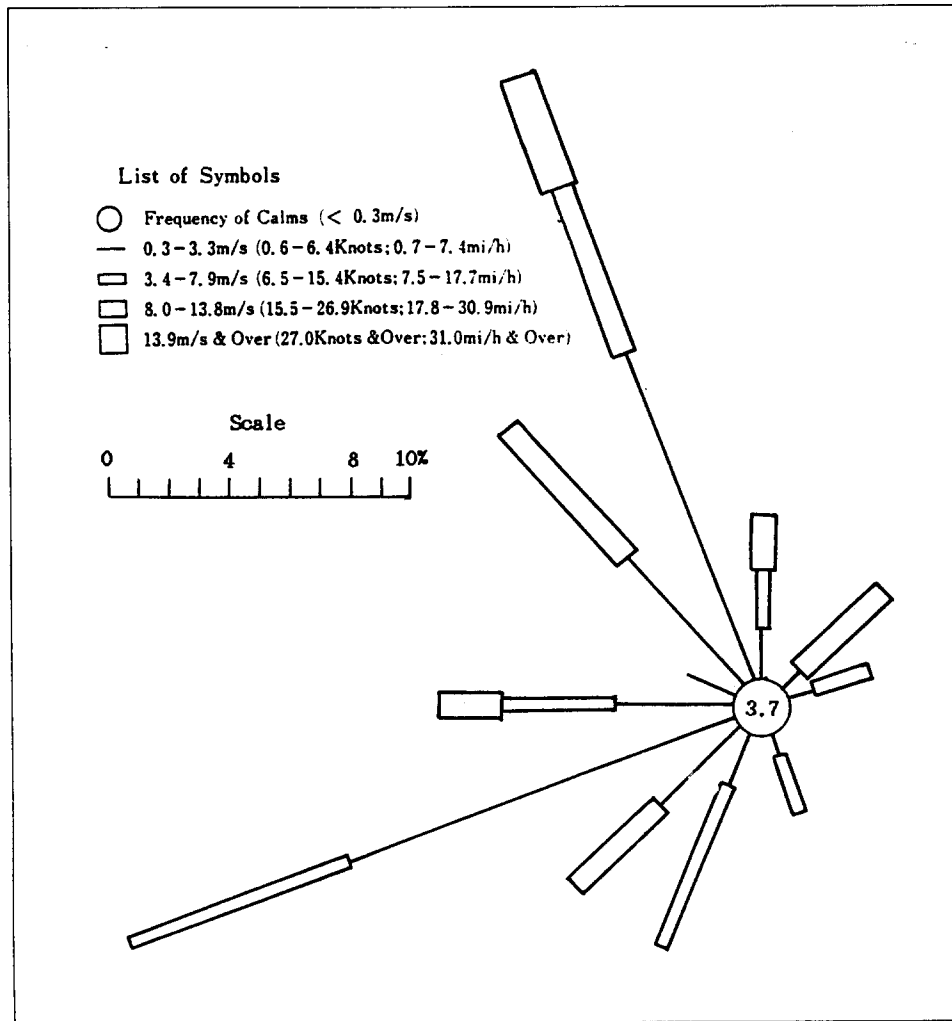 List of Symbols
Frequency of Calms (< 0.3m/s)
0.3-3.3m/s (0.6-6.4Knots; 0.7-7.4mi/h)
3.4-7.9m/s (6.5-15.4Knots; 7.5-17.7mi/h)
8.0-13.8m/s (15.5-26.9Knots; 17.8-30.9mi/h)
13.9m/s & Over (27.0Knots &Over; 31.0mi/h & Over)
Scale
0 4 8 10%
3.7